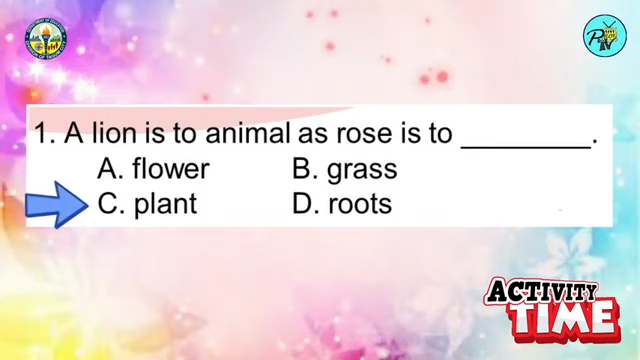 1. A lion is to animal as rose is to ________.
A. flower B. grass
C. plant D. roots
ACTIVITY
TIME